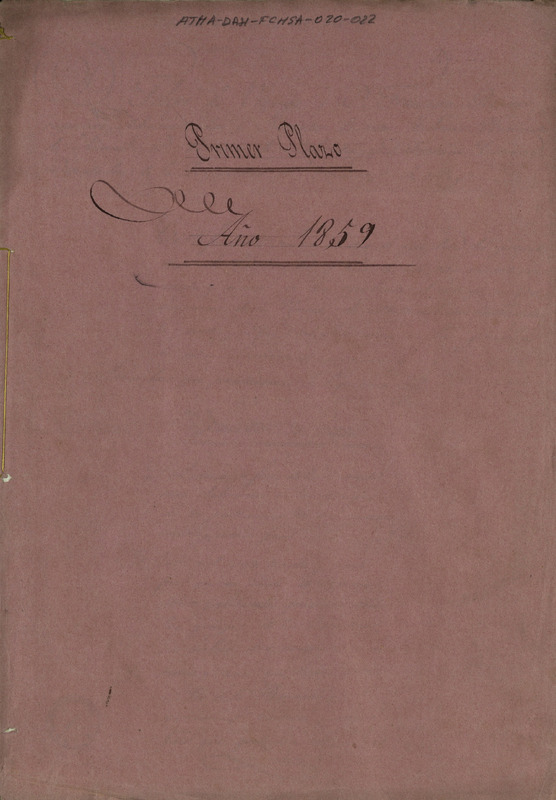 ATHA-DAH-FCHSA-020-022
Primer Plazo
Año 1859